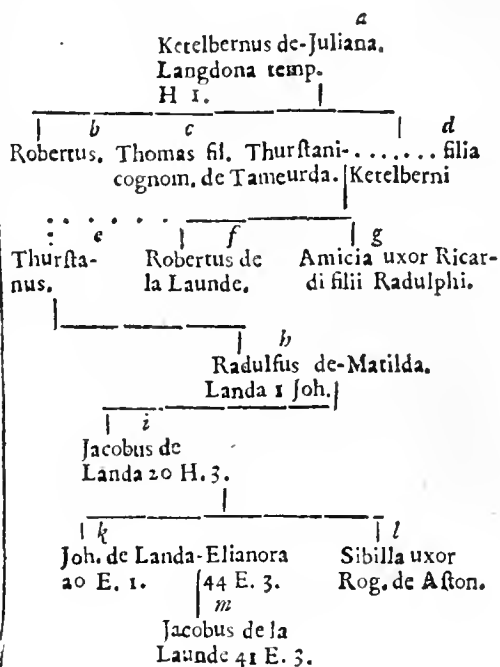 a
Ketelbernus de-Juliana.
Langdona temp.
H 1.
b c d
Robertus. Thomas fil. Thurſtani-. . . . . . . filia
cognom. de Tameurda. Ketelberni
e f g
Thurſta- Robertus de Amicia uxor Ricar-
nus. la Launde. di filii Radulphi.
h
Radulfus de-Matilda.
Landa 1 Joh.
i
Jacobus de
Landa 20 H. 3.
k l
Joh. de Landa-Elianora Sibilla uxor
20 E. 1. 44 E. 3. Rog. de Aſton.
m
Jacobus de la
Launde 41 E. 3.